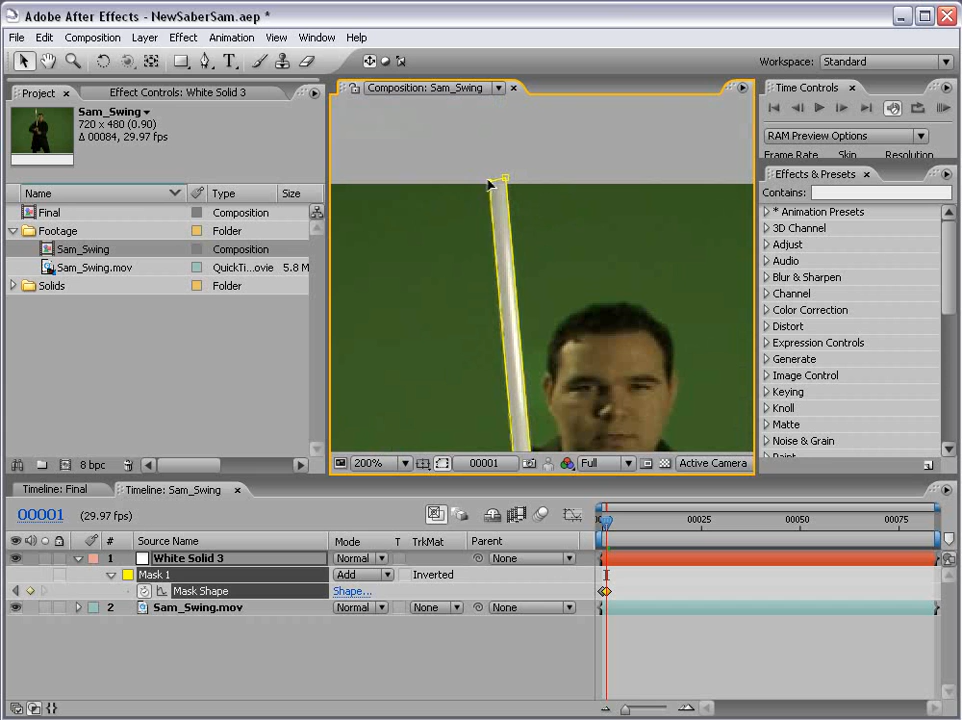 Adobe After Effects - NewSaberSam.aep *
File Edit Composition Layer Effect Animation View Window Help
Workspace: Standard
Project Effect Controls: White Solid 3
Composition: Sam_Swing
Time Controls
Sam_Swing
720 x 480 (0.90)
Δ 00084, 29.97 fps
RAM Preview Options
Frame Rate Skip Resolution
Effects & Presets
Contains:
Name Type Size
Final Composition
Footage Folder
Sam_Swing Composition
Sam_Swing.mov QuickTi...ovie 5.8 M
Solids Folder
* Animation Presets
3D Channel
Adjust
Audio
Blur & Sharpen
Channel
Color Correction
Distort
Expression Controls
Generate
Image Control
Keying
Knoll
Matte
Noise & Grain
Paint
8 bpc
200% 00001 Full Active Camera
Timeline: Final Timeline: Sam_Swing
00001 (29.97 fps)
00025 00050 00075
# Source Name Mode T TrkMat Parent
1 White Solid 3 Normal None
Mask 1 Add Inverted
Mask Shape Shape...
2 Sam_Swing.mov Normal None None